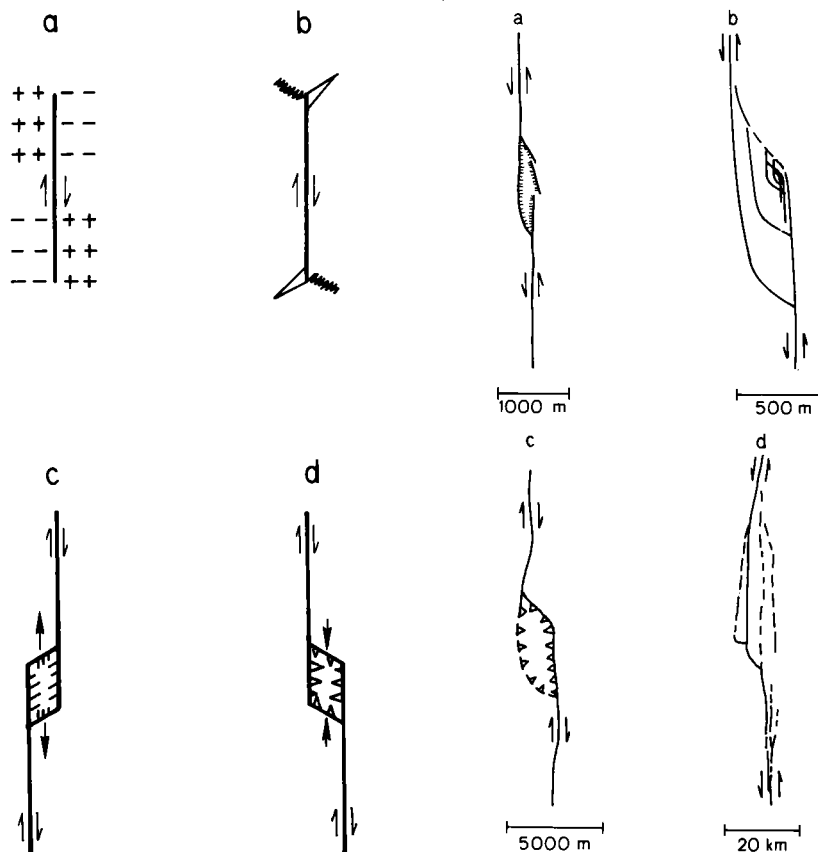 a
b
+ + - -
+ + - -
+ + - -
- - + +
- - + +
- - + +
c
d
a
1000 m
b
500 m
c
5000 m
d
20 km